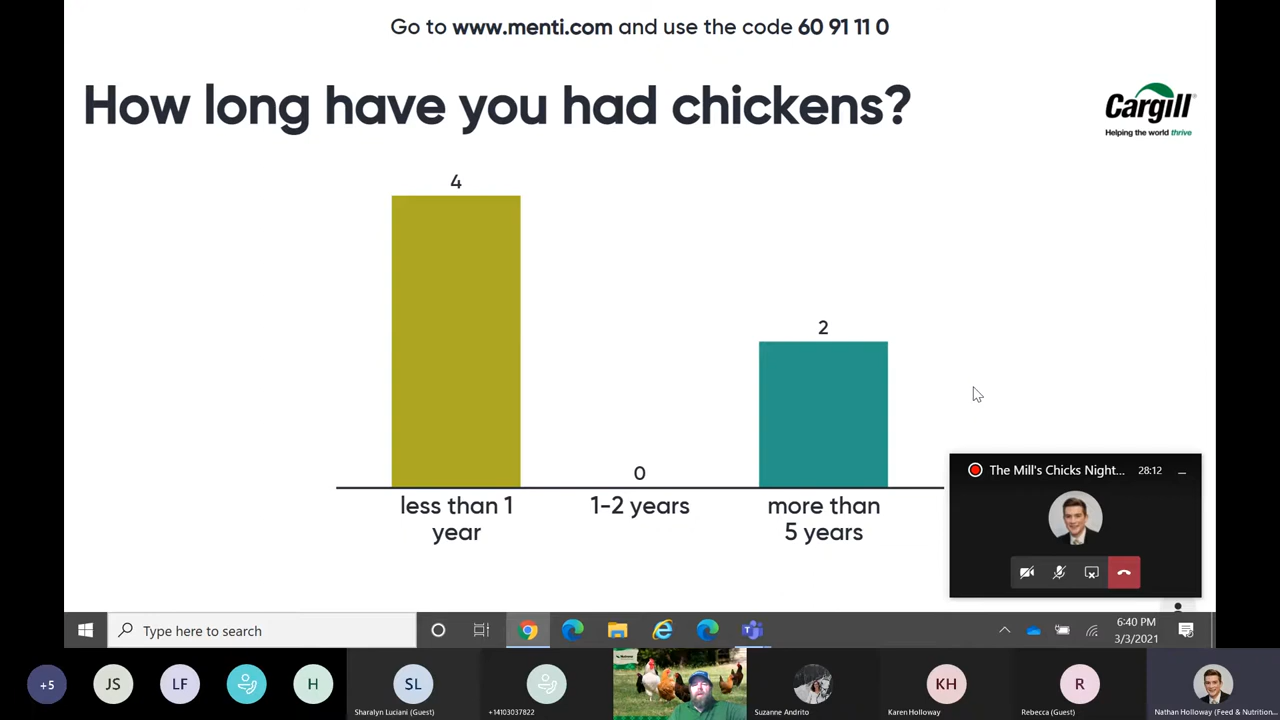 Go to www.menti.com and use the code 60 91 11 0
How long have you had chickens?
Cargill®
Helping the world thrive
4
0
2
less than 1
year
1-2 years
more than
5 years
The Mill's Chicks Night...
28:12
Type here to search
6:40 PM
3/3/2021
+5
JS
LF
H
SL
Sharalyn Luciani (Guest)
+14103037822
Suzanne Andrito
KH
Karen Holloway
R
Rebecca (Guest)
Nathan Holloway (Feed & Nutrition...